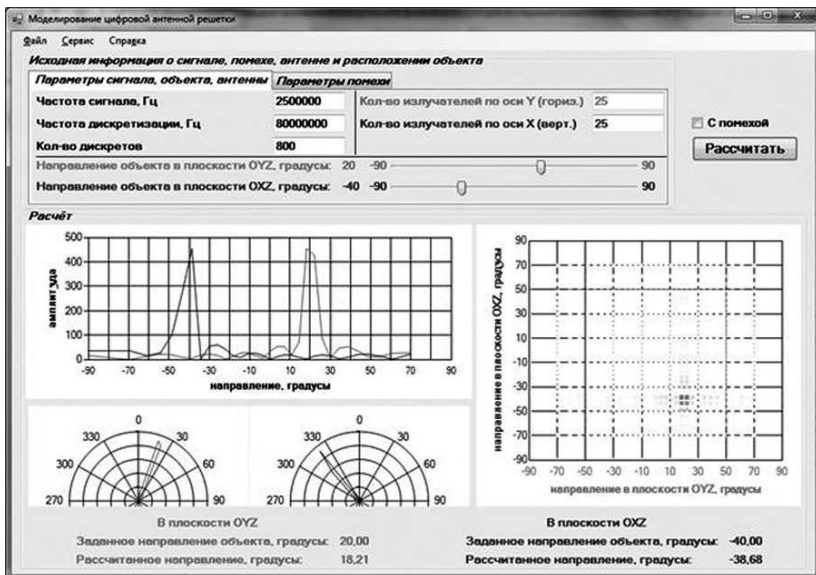 Моделирование цифровой антенной решетки
Файл Сервис Справка
Исходная информация о сигнале, помехе, антенне и расположении объекта
Параметры сигнала, объекта, антенны Параметры помехи
Частота сигнала, Гц 2500000 Кол-во излучателей по оси Y (гориз.) 25
Частота дискретизации, Гц 80000000 Кол-во излучателей по оси X (верт.) 25
Кол-во дискретов 800
С помехой
Рассчитать
Направление объекта в плоскости OYZ, градусы: 20 -90 90
Направление объекта в плоскости OXZ, градусы: -40 -90 90
Расчёт
амплитуда
500
400
300
200
100
0
-90 -70 -50 -30 -10 10 30 50 70 90
направление, градусы
направление в плоскости OXZ, градусы
90
70
50
30
10
-10
-30
-50
-70
-90
-90 -70 -50 -30 -10 10 30 50 70 90
направление в плоскости OYZ, градусы
0
330 30
300 60
270 90
0
330 30
300 60
270 90
В плоскости OYZ
Заданное направление объекта, градусы: 20,00
Рассчитанное направление, градусы: 18,21
В плоскости OXZ
Заданное направление объекта, градусы: -40,00
Рассчитанное направление, градусы: -38,68